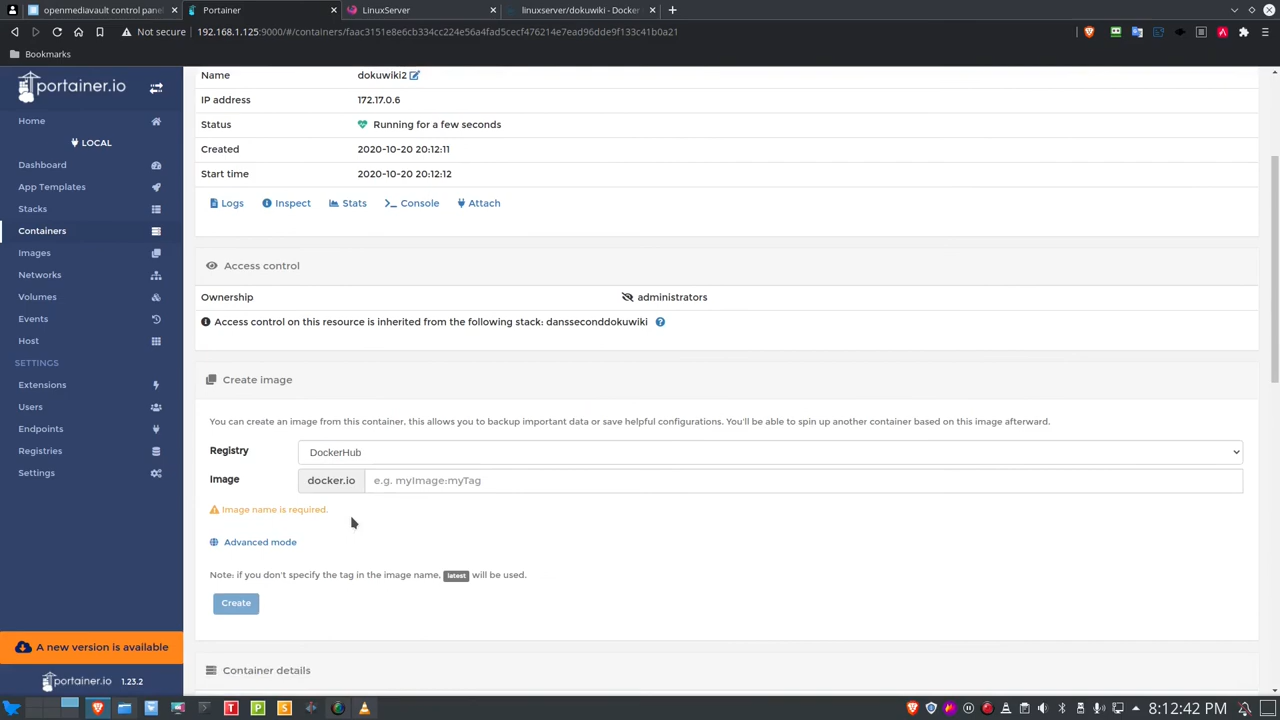 openmediavault control pane
Portainer
LinuxServer
linuxserver/dokuwiki - Docker
Not secure
192.168.1.125:9000/#/containers/faac3151e8e6cb334cc224e56a4fad5cecf476214e7ead96dde9f133c41b0a21
Bookmarks
portainer.io
Home
LOCAL
Dashboard
App Templates
Stacks
Containers
Images
Networks
Volumes
Events
Host
SETTINGS
Extensions
Users
Endpoints
Registries
Settings
A new version is available
portainer.io 1.23.2
Name dokuwiki2
IP address 172.17.0.6
Status Running for a few seconds
Created 2020-10-20 20:12:11
Start time 2020-10-20 20:12:12
Logs Inspect Stats Console Attach
Access control
Ownership administrators
Access control on this resource is inherited from the following stack: dansseconddokuwiki
Create image
You can create an image from this container, this allows you to backup important data or save helpful configurations. You'll be able to spin up another container based on this image afterward.
Registry DockerHub
Image docker.io e.g. myImage:myTag
Image name is required.
Advanced mode
Note: if you don't specify the tag in the image name, latest will be used.
Create
Container details
T P S
8:12:42 PM